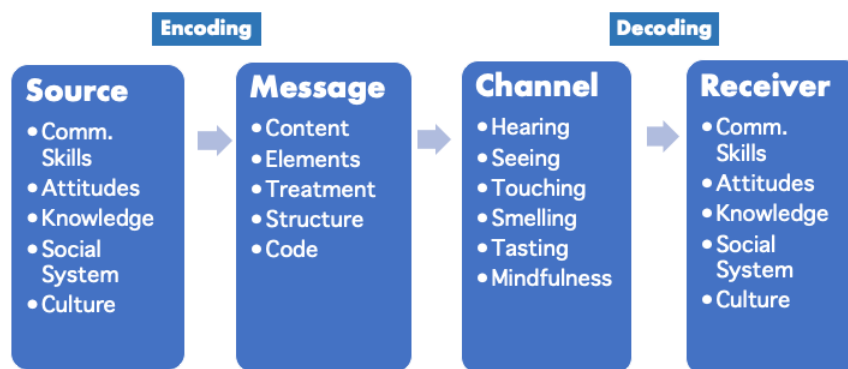 Encoding
Decoding
Source
• Comm.
Skills
• Attitudes
• Knowledge
• Social
System
• Culture
Message
• Content
• Elements
• Treatment
• Structure
• Code
Channel
• Hearing
• Seeing
• Touching
• Smelling
• Tasting
• Mindfulness
Receiver
• Comm.
Skills
• Attitudes
• Knowledge
• Social
System
• Culture